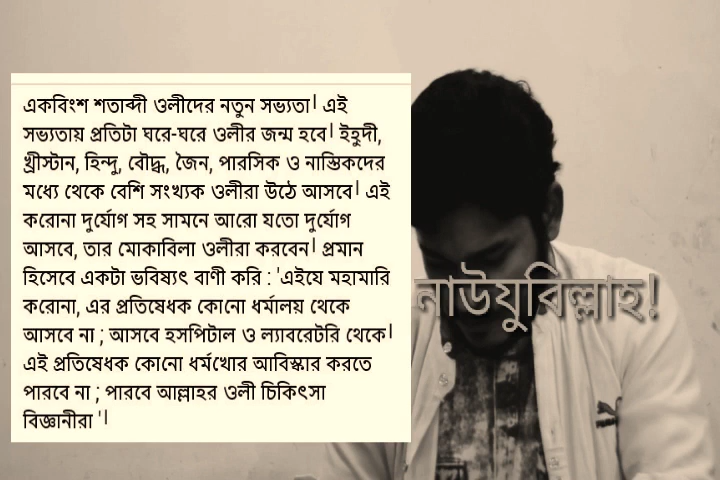 একবিংশ শতাব্দী ওলীদের নতুন সভ্যতা। এই
সভ্যতায় প্রতিটা ঘরে-ঘরে ওলীর জন্ম হবে। ইহুদী,
খ্রীস্টান, হিন্দু, বৌদ্ধ, জৈন, পারসিক ও নাস্তিকদের
মধ্যে থেকে বেশি সংখ্যক ওলীরা উঠে আসবে। এই
করোনা দুর্যোগ সহ সামনে আরো যতো দুর্যোগ
আসবে, তার মোকাবিলা ওলীরা করবেন। প্রমান
হিসেবে একটা ভবিষ্যৎ বাণী করি : 'এইযে মহামারি
করোনা, এর প্রতিষেধক কোনো ধর্মালয় থেকে
আসবে না ; আসবে হসপিটাল ও ল্যাবরেটরি থেকে।
এই প্রতিষেধক কোনো ধর্মখোর আবিস্কার করতে
পারবে না ; পারবে আল্লাহর ওলী চিকিৎসা
বিজ্ঞানীরা '।
নাউযুবিল্লাহ!